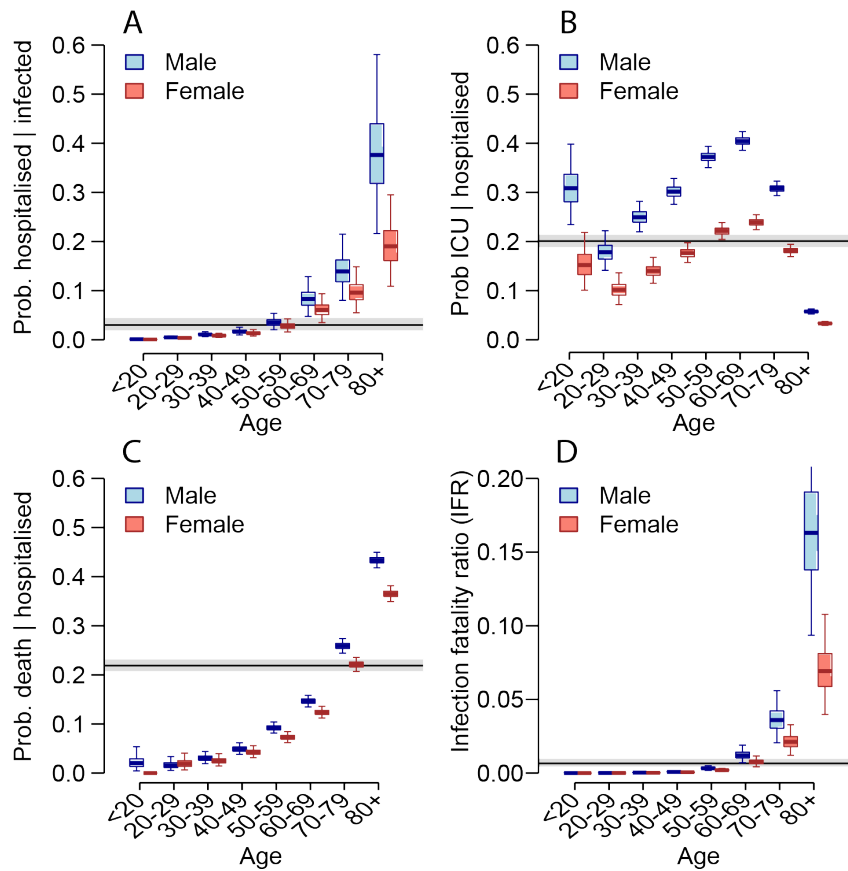 A
Prob. hospitalised | infected
0.6
0.5
0.4
0.3
0.2
0.1
0.0
Male
Female
<20
20-29
30-39
40-49
50-59
60-69
70-79
80+
Age
B
Prob ICU | hospitalised
0.6
0.5
0.4
0.3
0.2
0.1
0.0
Male
Female
<20
20-29
30-39
40-49
50-59
60-69
70-79
80+
Age
C
Prob. death | hospitalised
0.6
0.5
0.4
0.3
0.2
0.1
0.0
Male
Female
<20
20-29
30-39
40-49
50-59
60-69
70-79
80+
Age
D
Infection fatality ratio (IFR)
0.20
0.15
0.10
0.05
0.00
Male
Female
<20
20-29
30-39
40-49
50-59
60-69
70-79
80+
Age